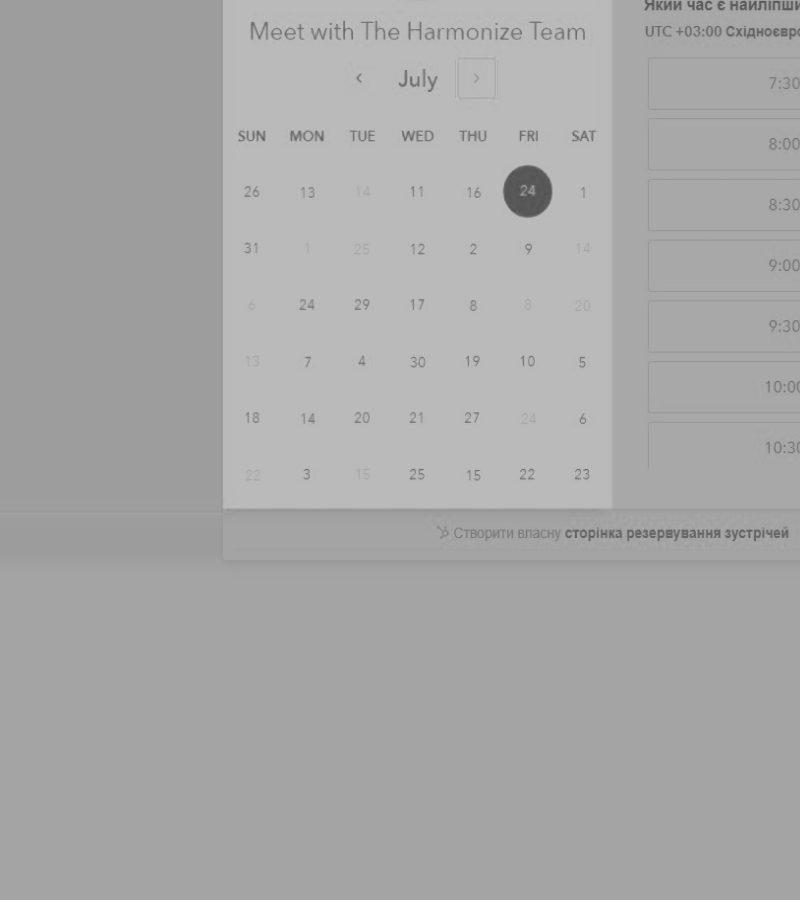 Meet with The Harmonize Team
‹ July ›
SUN MON TUE WED THU FRI SAT
26 13 14 11 16 24 1
31 1 25 12 2 9 14
6 24 29 17 8 8 20
13 7 4 30 19 10 5
18 14 20 21 27 24 6
22 3 15 25 15 22 23
Який час є найліпши
UTC +03:00 Східноєвро
7:30
8:00
8:30
9:00
9:30
10:00
10:30
Створити власну сторінка резервування зустрічей